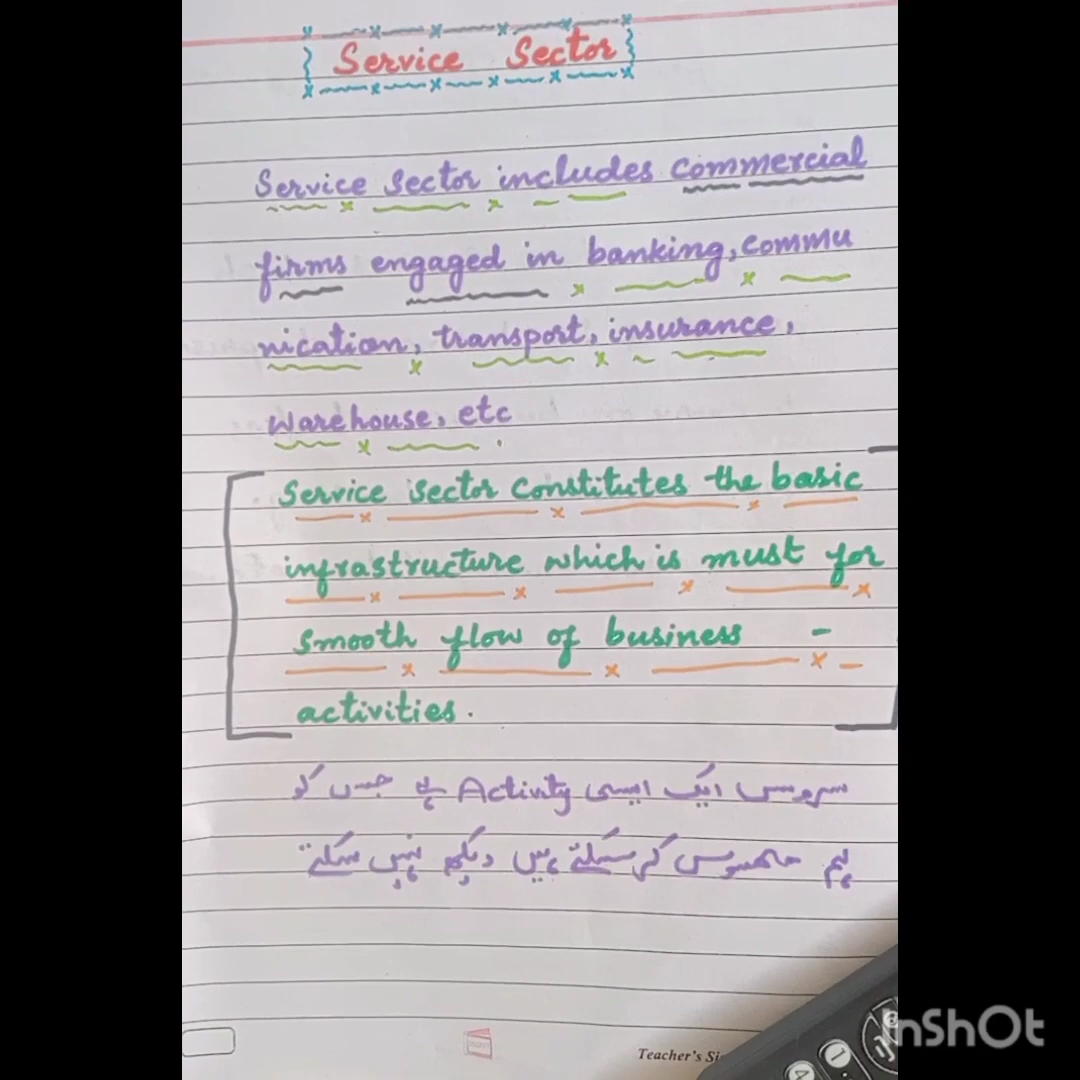 Service Sector
Service Sector includes commercial
firms engaged in banking, commu
nication, transport, insurance,
Warehouse, etc
Service Sector constitutes the basic
infrastructure which is must for
smooth flow of business -
activities.
سروس ایک ایسی Activity ہے جس کو
ہم محسوس کر سکتے ہیں دیکھ نہیں سکتے
Teacher's Si
InShOt